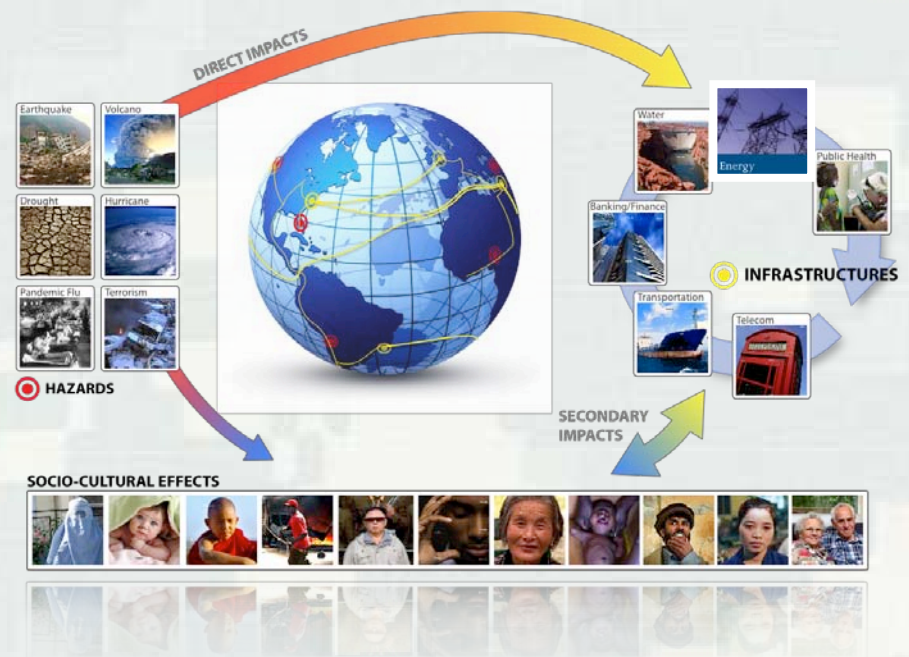 DIRECT IMPACTS
Earthquake
Volcano
Drought
Hurricane
Pandemic Flu
Terrorism
HAZARDS
Water
Energy
Public Health
Banking/Finance
INFRASTRUCTURES
Transportation
Telecom
TELEPHONE
SECONDARY
IMPACTS
SOCIO-CULTURAL EFFECTS